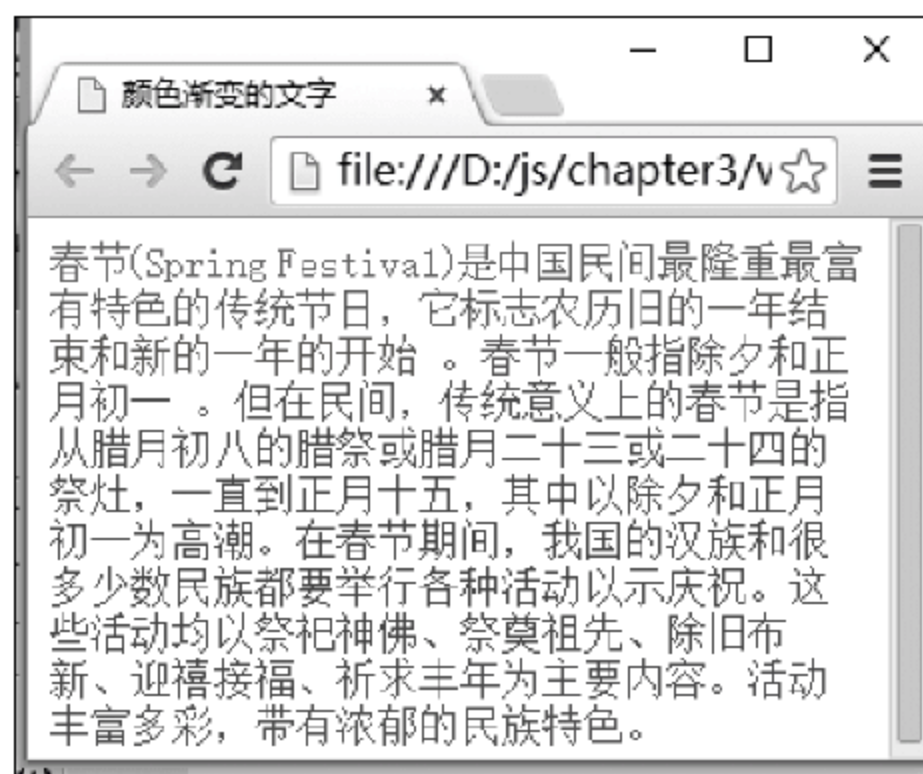 颜色渐变的文字
file:///D:/js/chapter3/v
春节(Spring Festival)是中国民间最隆重最富
有特色的传统节日，它标志农历旧的一年结
束和新的一年的开始 。春节一般指除夕和正
月初一 。但在民间，传统意义上的春节是指
从腊月初八的腊祭或腊月二十三或二十四的
祭灶，一直到正月十五，其中以除夕和正月
初一为高潮。在春节期间，我国的汉族和很
多少数民族都要举行各种活动以示庆祝。这
些活动均以祭祀神佛、祭奠祖先、除旧布
新、迎禧接福、祈求丰年为主要内容。活动
丰富多彩，带有浓郁的民族特色。